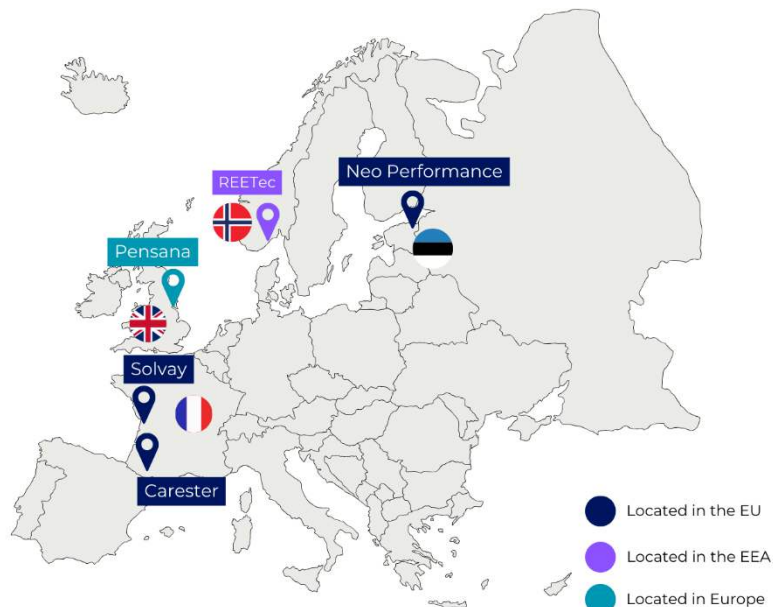 Neo Performance
REETec
Pensana
Solvay
Carester
Located in the EU
Located in the EEA
Located in Europe